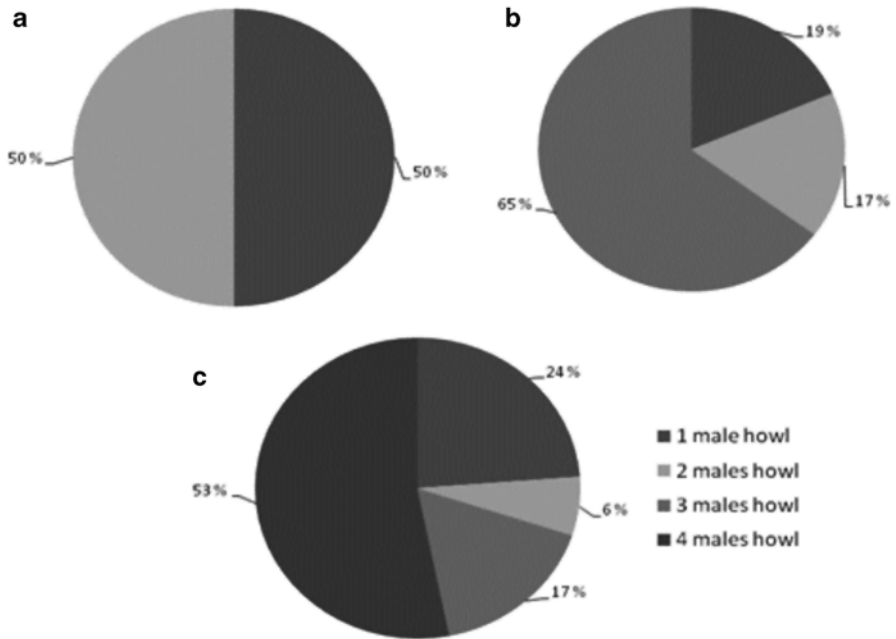 a
50%
50%
b
19%
17%
65%
c
24%
6%
17%
53%
1 male howl
2 males howl
3 males howl
4 males howl